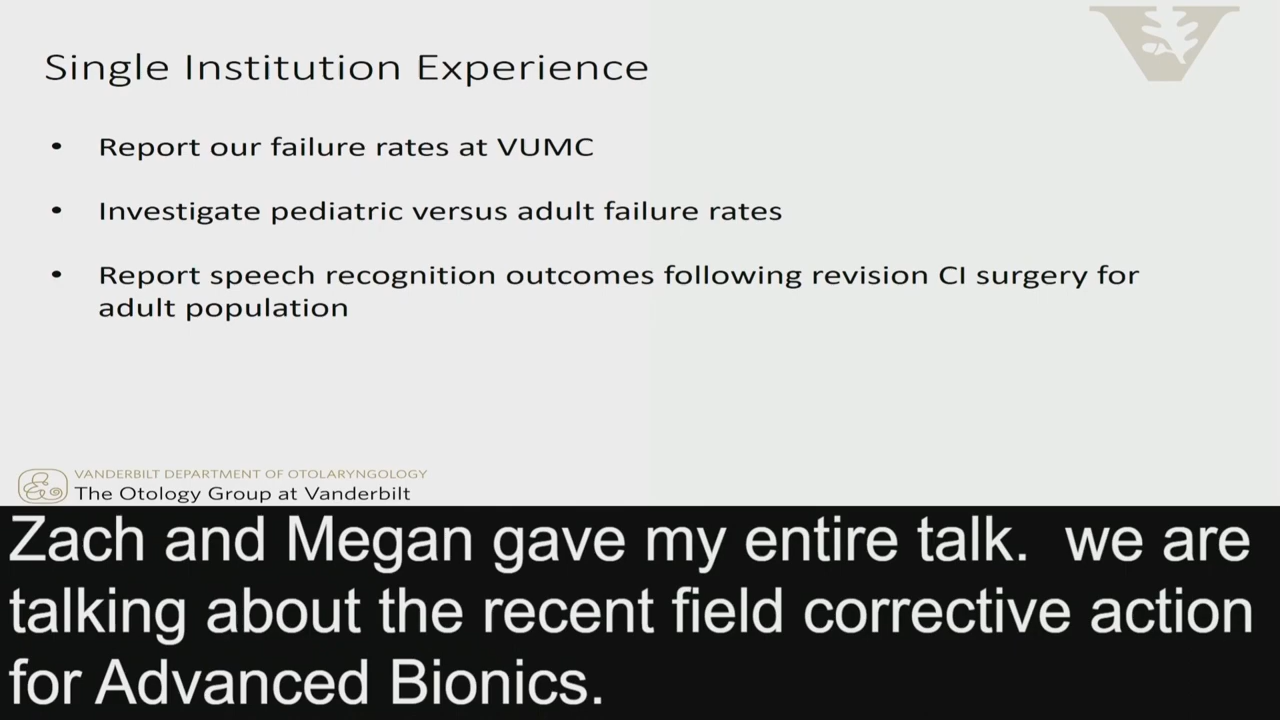 Single Institution Experience
• Report our failure rates at VUMC
• Investigate pediatric versus adult failure rates
• Report speech recognition outcomes following revision CI surgery for
adult population
VANDERBILT DEPARTMENT OF OTOLARYNGOLOGY
The Otology Group at Vanderbilt
Zach and Megan gave my entire talk.  we are
talking about the recent field corrective action
for Advanced Bionics.